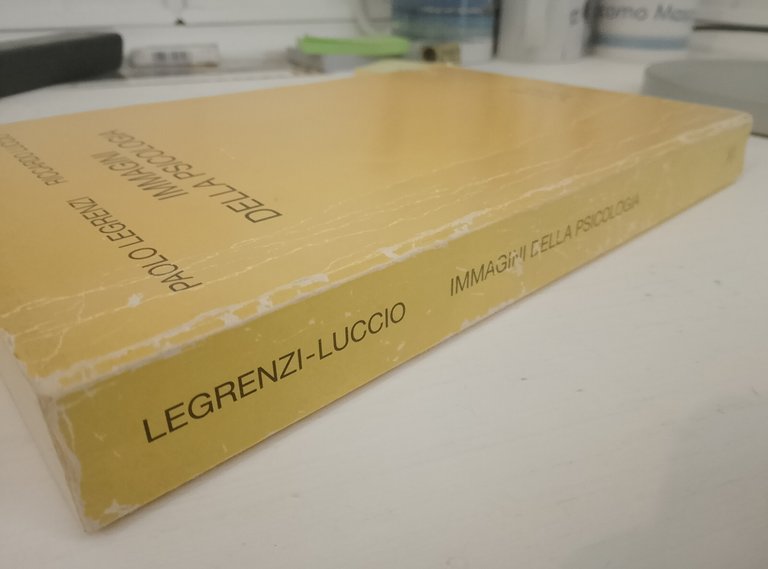 PAOLO LEGRENZI RICCARDO LUCCIO
IMMAGINI
DELLA PSICOLOGIA
LEGRENZI-LUCCIO IMMAGINI DELLA PSICOLOGIA